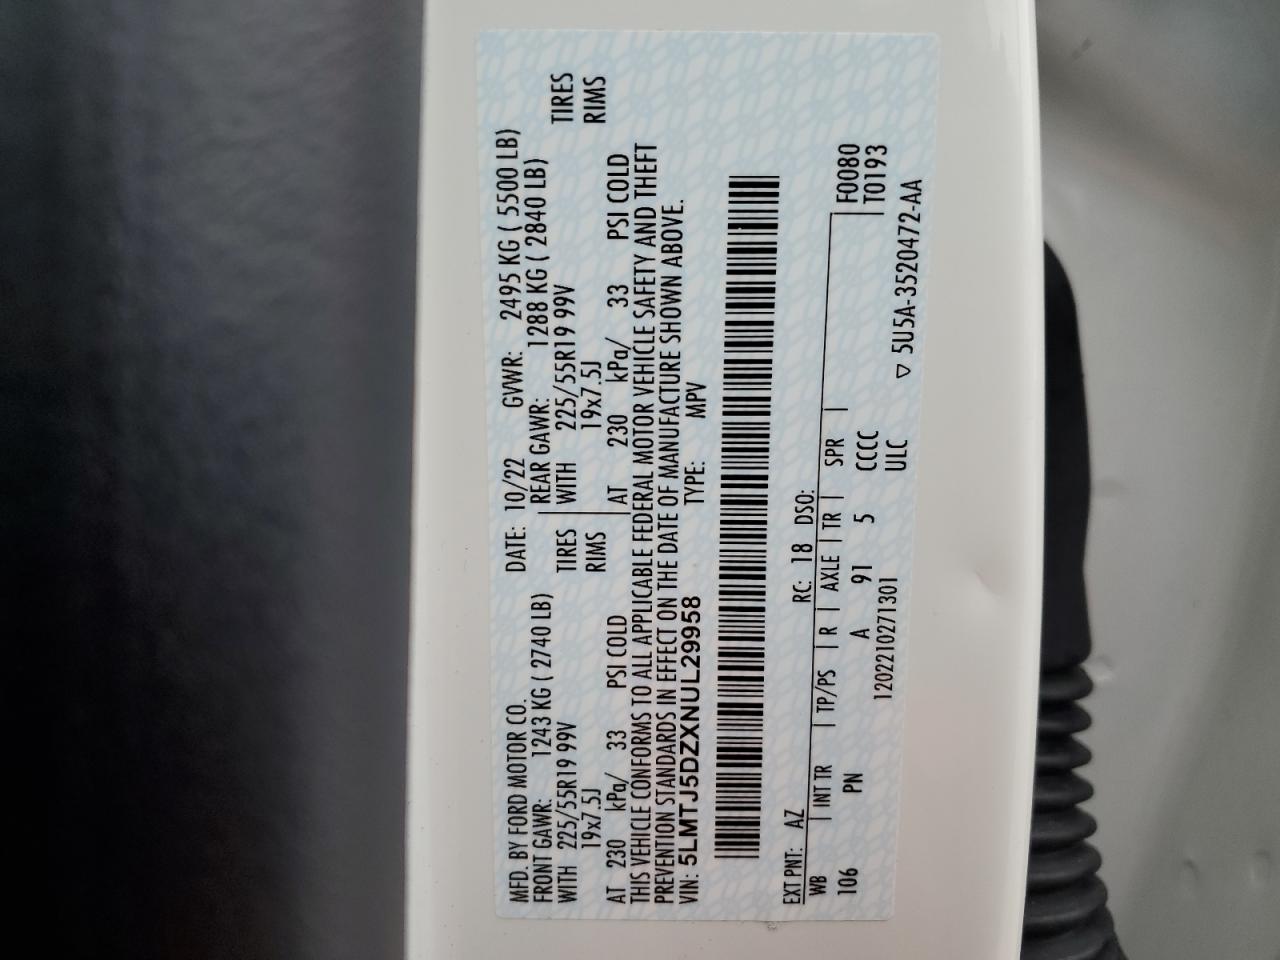 MFD. BY FORD MOTOR CO. DATE: 10/22 GVWR: 2495 KG ( 5500 LB)
FRONT GAWR: 1243 KG ( 2740 LB) REAR GAWR: 1288 KG ( 2840 LB)
WITH 225/55R19 99V TIRES WITH 225/55R19 99V TIRES
19x7.5J RIMS 19x7.5J RIMS
AT 230 kPa/ 33 PSI COLD AT 230 kPa/ 33 PSI COLD
THIS VEHICLE CONFORMS TO ALL APPLICABLE FEDERAL MOTOR VEHICLE SAFETY AND THEFT
PREVENTION STANDARDS IN EFFECT ON THE DATE OF MANUFACTURE SHOWN ABOVE.
VIN: 5LMTJ5DZXNUL29958 TYPE: MPV
EXT PNT: AZ RC: 18 DSO:
WB | INT TR | TP/PS | R | AXLE | TR | SPR | F0080
106 PN A 91 5 CCCC T0193
120221027130​1 ULC
▽ 5U5A-3520472-AA